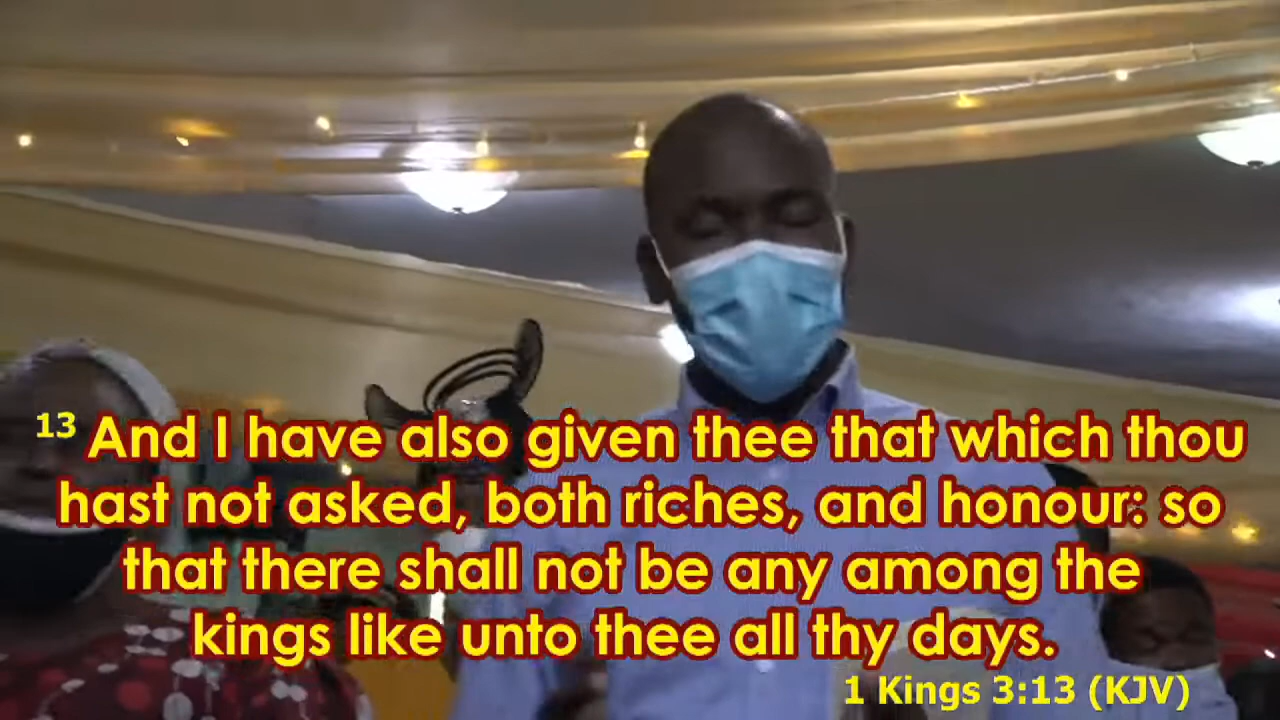 13 And I have also given thee that which thou
hast not asked, both riches, and honour: so
that there shall not be any among the
kings like unto thee all thy days.
1 Kings 3:13 (KJV)